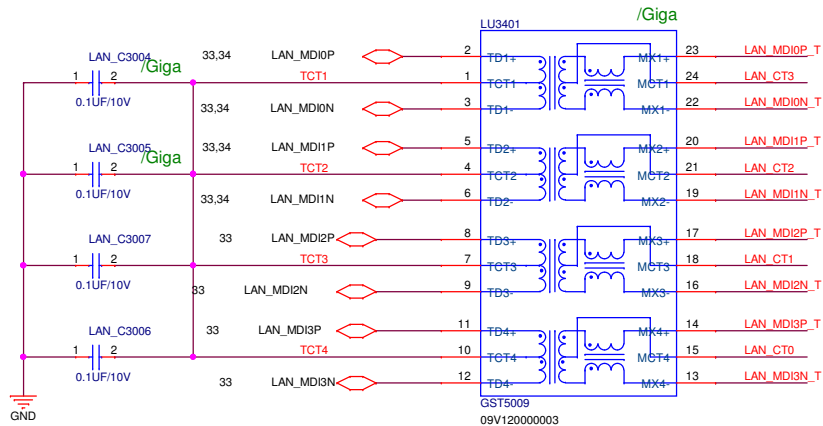 /Giga
LU3401
LAN_C3004
/Giga
1 2
0.1UF/10V
33,34 LAN_MDI0P 2 TD1+ MX1+ 23 LAN_MDI0P_T
TCT1 1 TCT1 MCT1 24 LAN_CT3
33,34 LAN_MDI0N 3 TD1- MX1- 22 LAN_MDI0N_T
LAN_C3005
/Giga
1 2
0.1UF/10V
33,34 LAN_MDI1P 5 TD2+ MX2+ 20 LAN_MDI1P_T
TCT2 4 TCT2 MCT2 21 LAN_CT2
33,34 LAN_MDI1N 6 TD2- MX2- 19 LAN_MDI1N_T
LAN_C3007
1 2
0.1UF/10V
33 LAN_MDI2P 8 TD3+ MX3+ 17 LAN_MDI2P_T
TCT3 7 TCT3 MCT3 18 LAN_CT1
33 LAN_MDI2N 9 TD3- MX3- 16 LAN_MDI2N_T
LAN_C3006
1 2
0.1UF/10V
33 LAN_MDI3P 11 TD4+ MX4+ 14 LAN_MDI3P_T
TCT4 10 TCT4 MCT4 15 LAN_CT0
33 LAN_MDI3N 12 TD4- MX4- 13 LAN_MDI3N_T
GND
GST5009
09V120000003